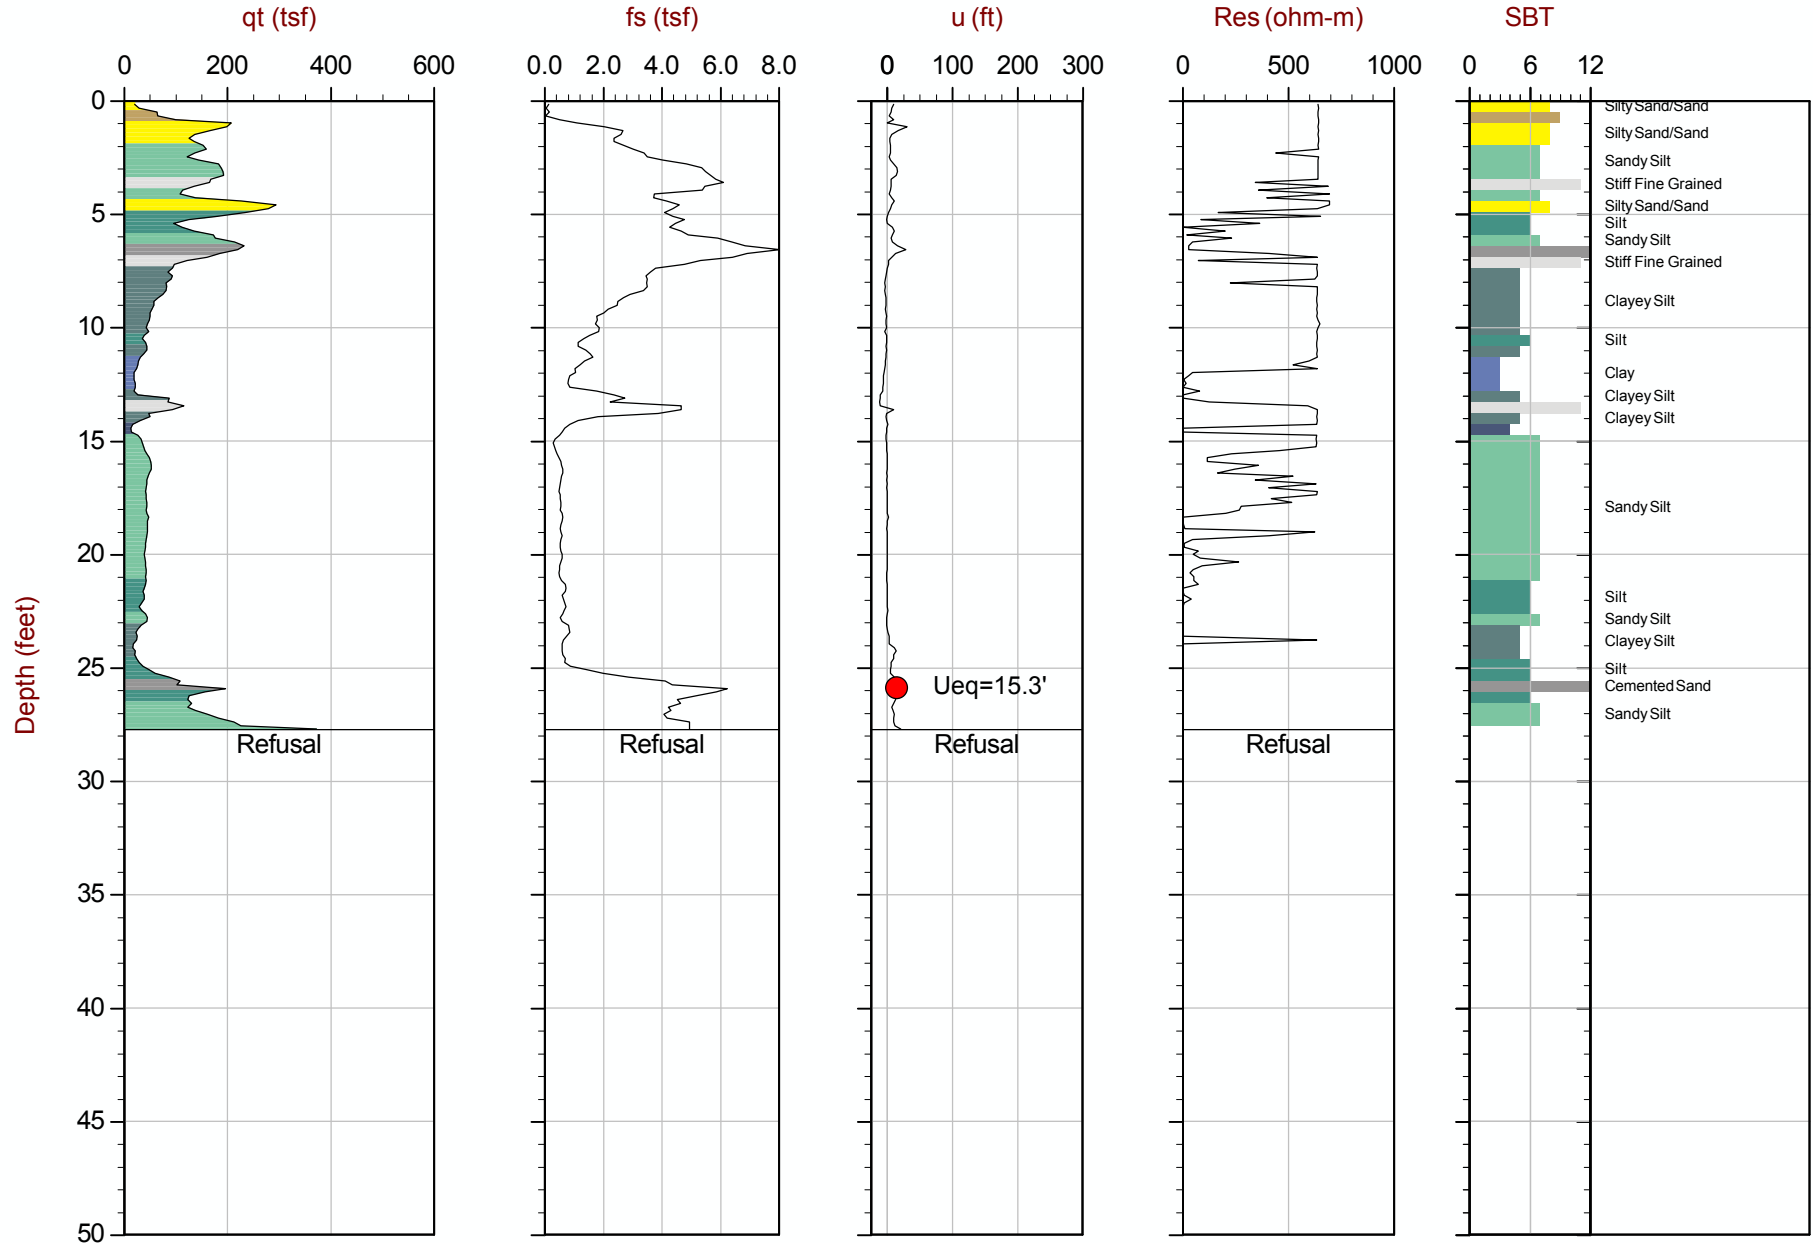 qt (tsf) fs (tsf) u (ft) Res (ohm-m) SBT
0 200 400 600 0.0 2.0 4.0 6.0 8.0 0 100 200 300 0 500 1000 0 6 12
0
5
10
15
20
25
30
35
40
45
50
Depth (feet)
Silty Sand/Sand
Silty Sand/Sand
Sandy Silt
Stiff Fine Grained
Silty Sand/Sand
Silt
Sandy Silt
Stiff Fine Grained
Clayey Silt
Silt
Clay
Clayey Silt
Clayey Silt
Sandy Silt
Silt
Sandy Silt
Clayey Silt
Silt
Ueq=15.3'
Cemented Sand
Sandy Silt
Refusal Refusal Refusal Refusal